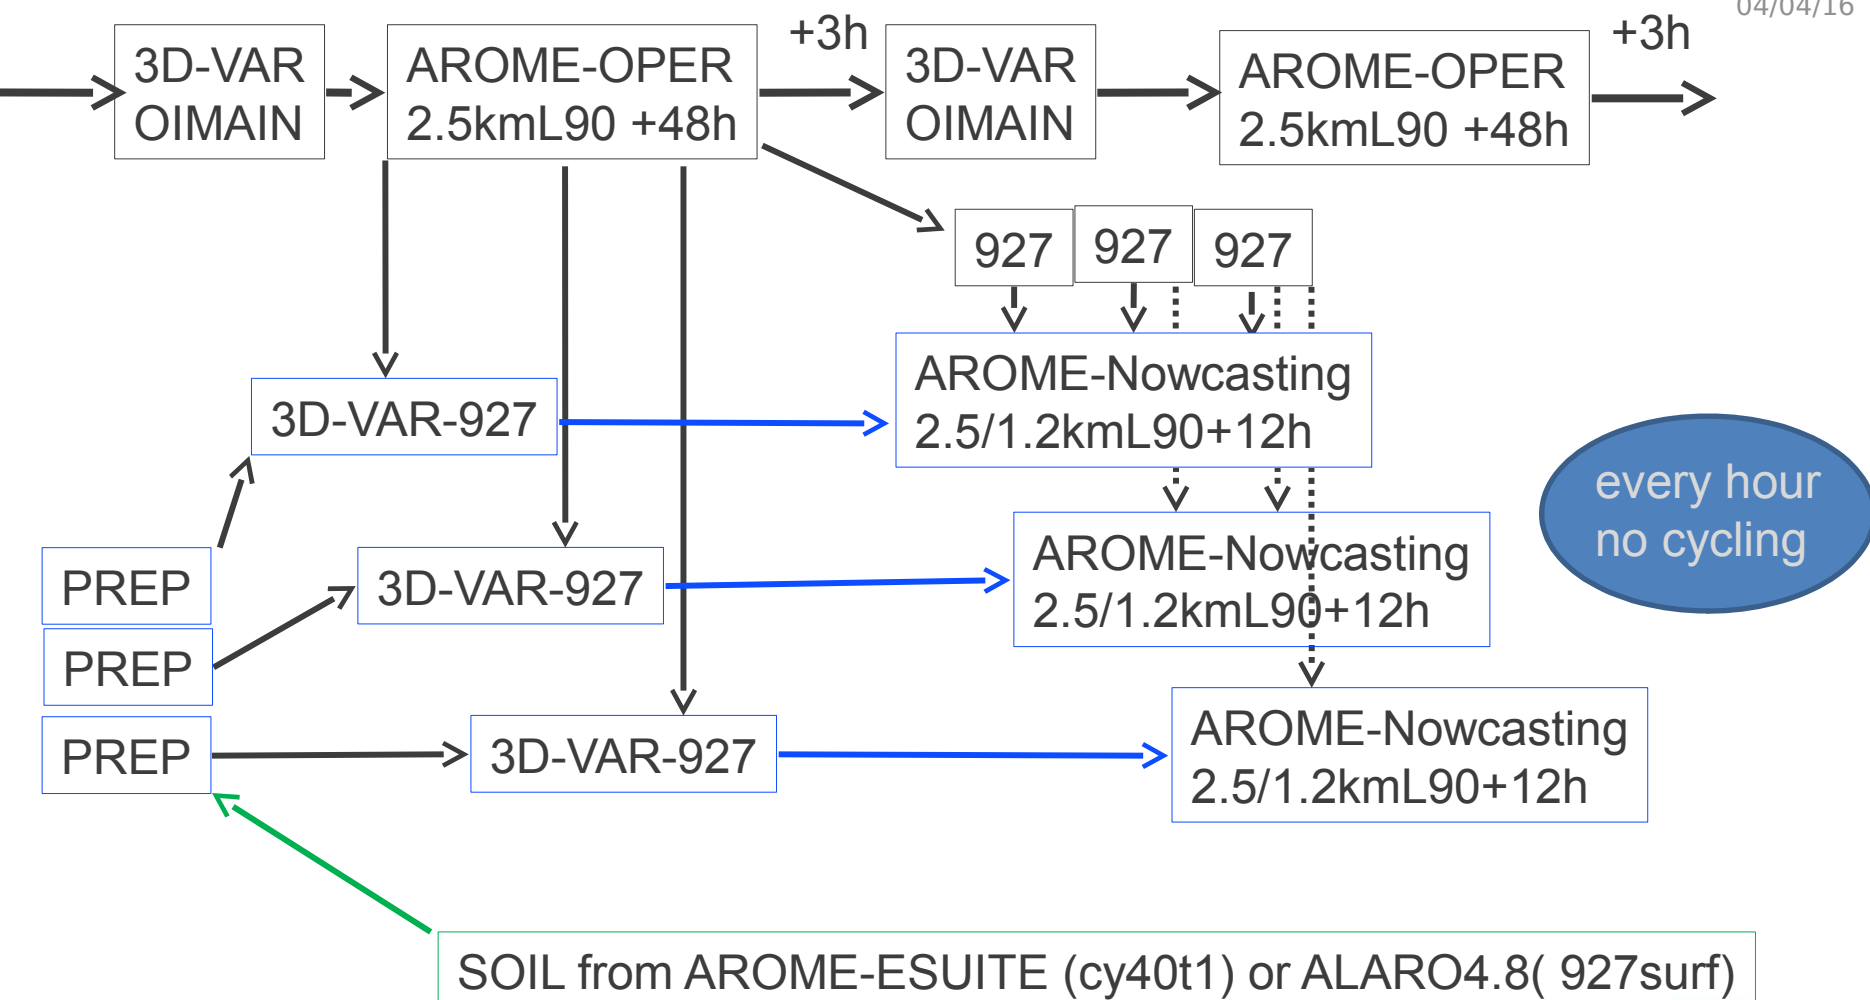 04/04/16
+3h
+3h
3D-VAR
OIMAIN
AROME-OPER
2.5kmL90 +48h
3D-VAR
OIMAIN
AROME-OPER
2.5kmL90 +48h
927
927
927
AROME-Nowcasting
2.5/1.2kmL90+12h
3D-VAR-927
every hour
no cycling
AROME-Nowcasting
2.5/1.2kmL90+12h
PREP
3D-VAR-927
PREP
AROME-Nowcasting
2.5/1.2kmL90+12h
PREP
3D-VAR-927
SOIL from AROME-ESUITE (cy40t1) or ALARO4.8( 927surf)